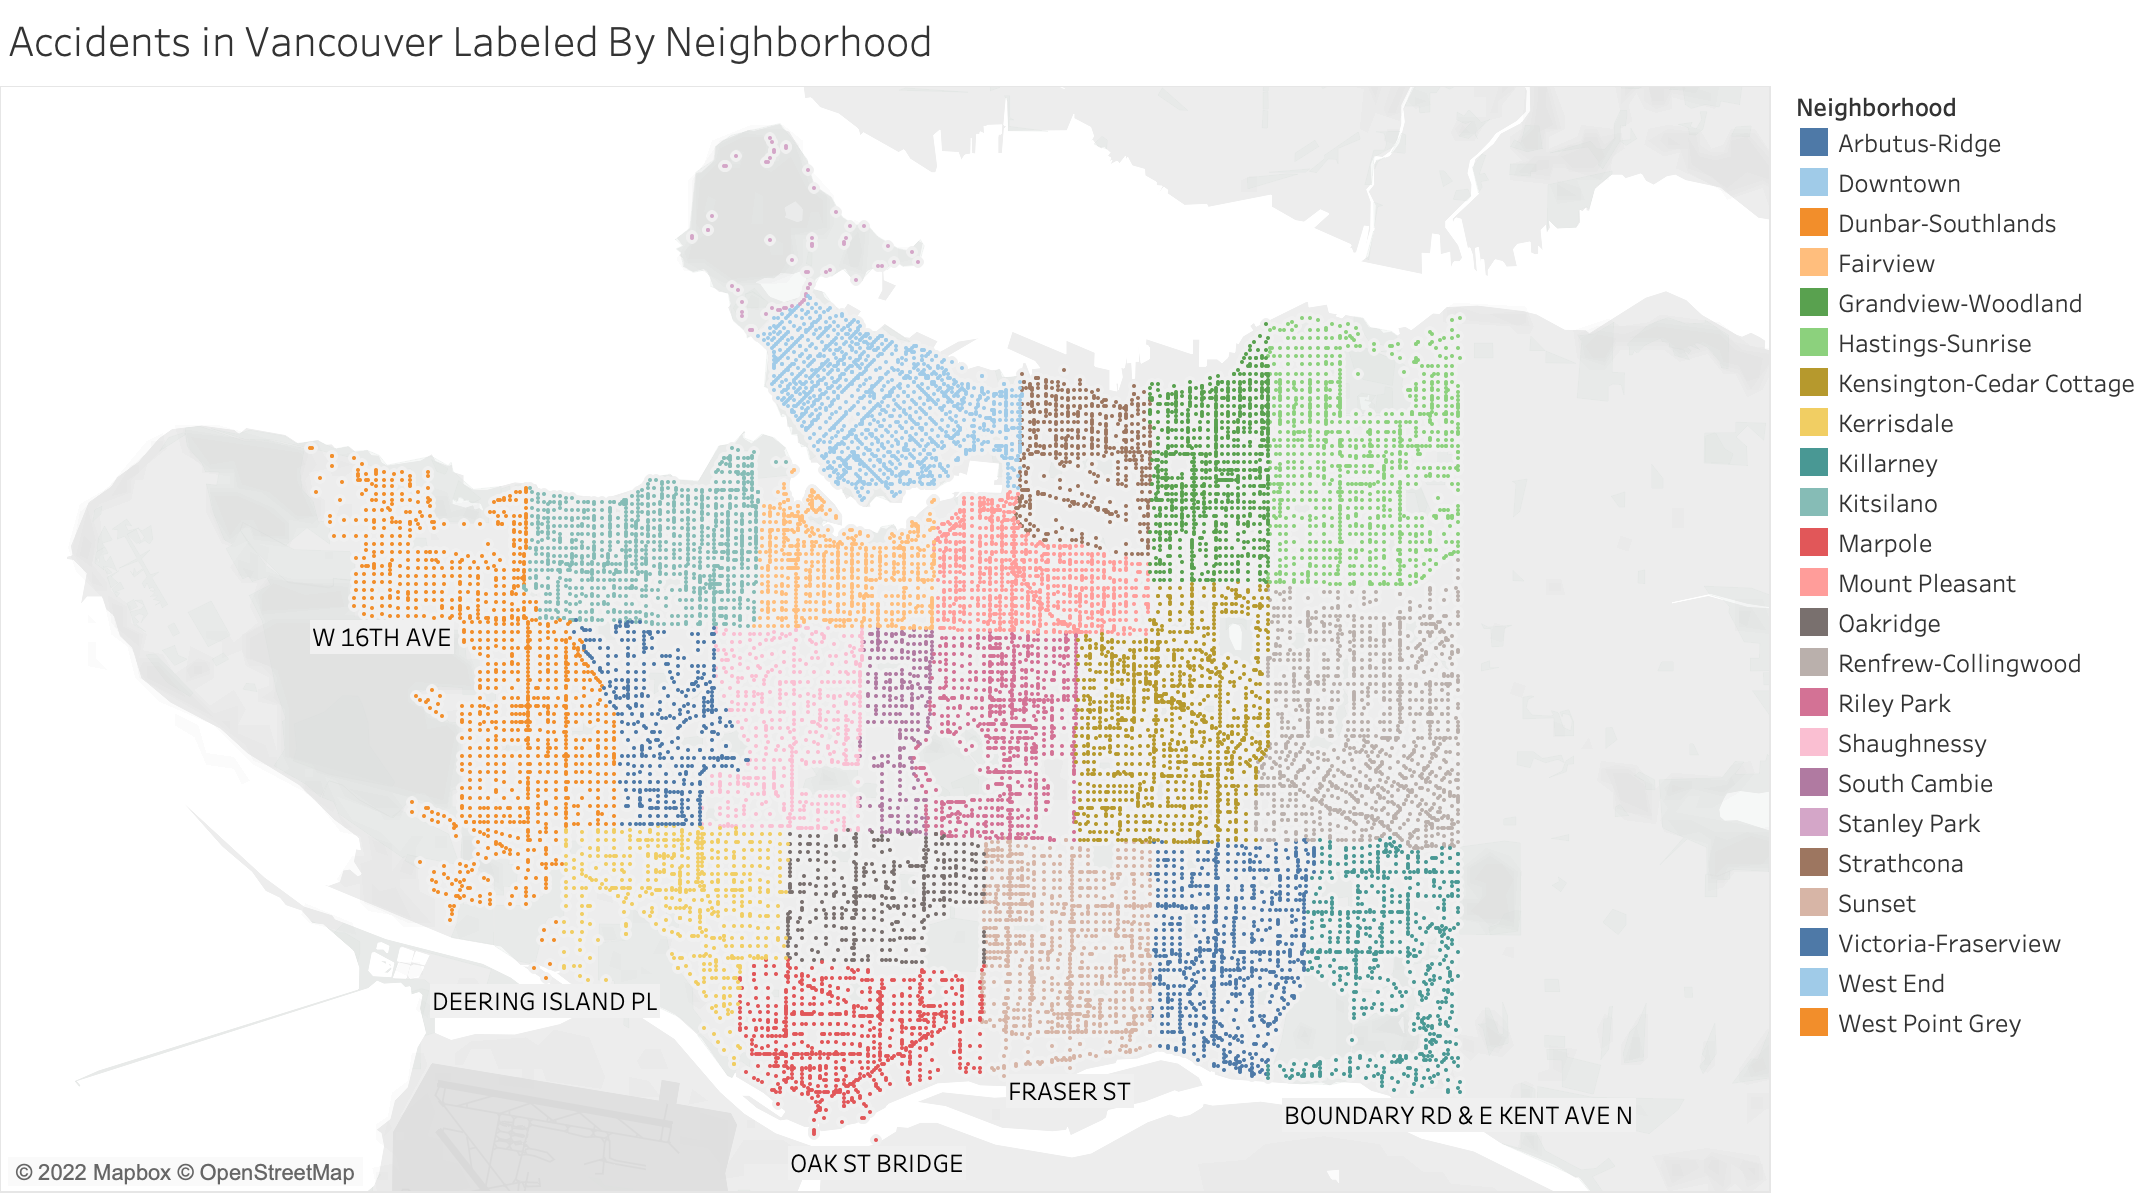 Accidents in Vancouver Labeled By Neighborhood
Neighborhood
Arbutus-Ridge
Downtown
Dunbar-Southlands
Fairview
Grandview-Woodland
Hastings-Sunrise
Kensington-Cedar Cottage
Kerrisdale
Killarney
Kitsilano
Marpole
Mount Pleasant
Oakridge
Renfrew-Collingwood
Riley Park
Shaughnessy
South Cambie
Stanley Park
Strathcona
Sunset
Victoria-Fraserview
West End
West Point Grey
W 16TH AVE
DEERING ISLAND PL
FRASER ST
BOUNDARY RD & E KENT AVE N
OAK ST BRIDGE
© 2022 Mapbox © OpenStreetMap